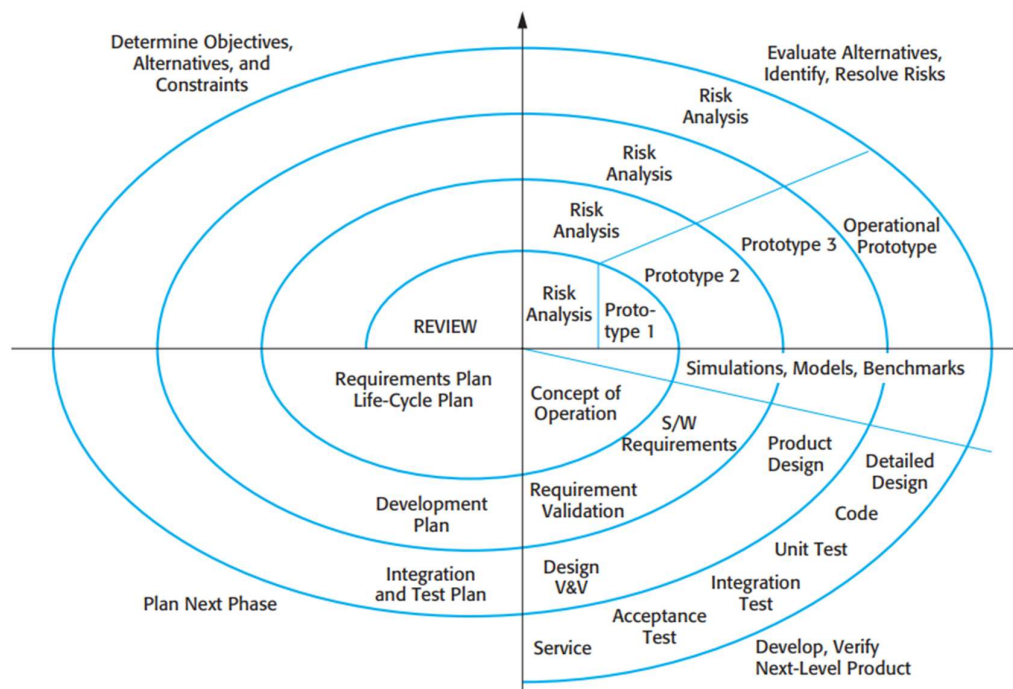 Determine Objectives,
Alternatives, and
Constraints
Evaluate Alternatives,
Identify, Resolve Risks
Risk
Analysis
Risk
Analysis
Risk
Analysis
Risk
Analysis
Proto-
type 1
Prototype 2
Prototype 3
Operational
Prototype
REVIEW
Simulations, Models, Benchmarks
Requirements Plan
Life-Cycle Plan
Concept of
Operation
S/W
Requirements
Product
Design
Detailed
Design
Development
Plan
Requirement
Validation
Code
Unit Test
Integration
and Test Plan
Design
V&V
Integration
Test
Acceptance
Test
Service
Plan Next Phase
Develop, Verify
Next-Level Product